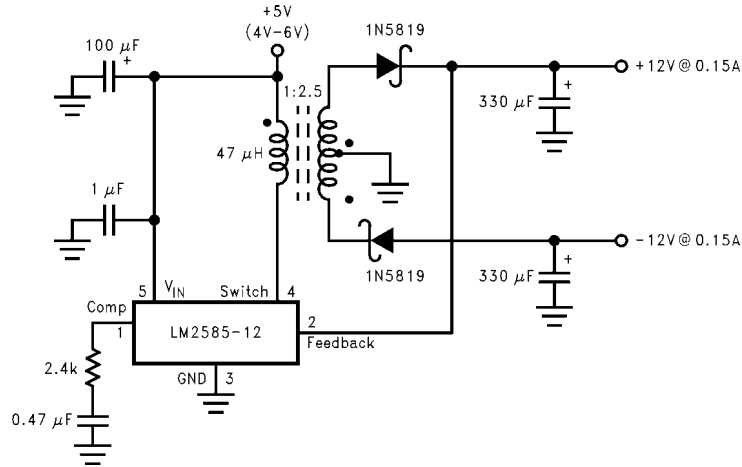 +5V
(4V-6V)
1N5819
100 μF
+
1:2.5
+12V@ 0.15A
+
330 μF
47 μH
1 μF
-12V@ 0.15A
1N5819
+
330 μF
5
VIN
Switch
4
Comp
1
LM2585-12
2
Feedback
2.4k
GND
3
0.47 μF